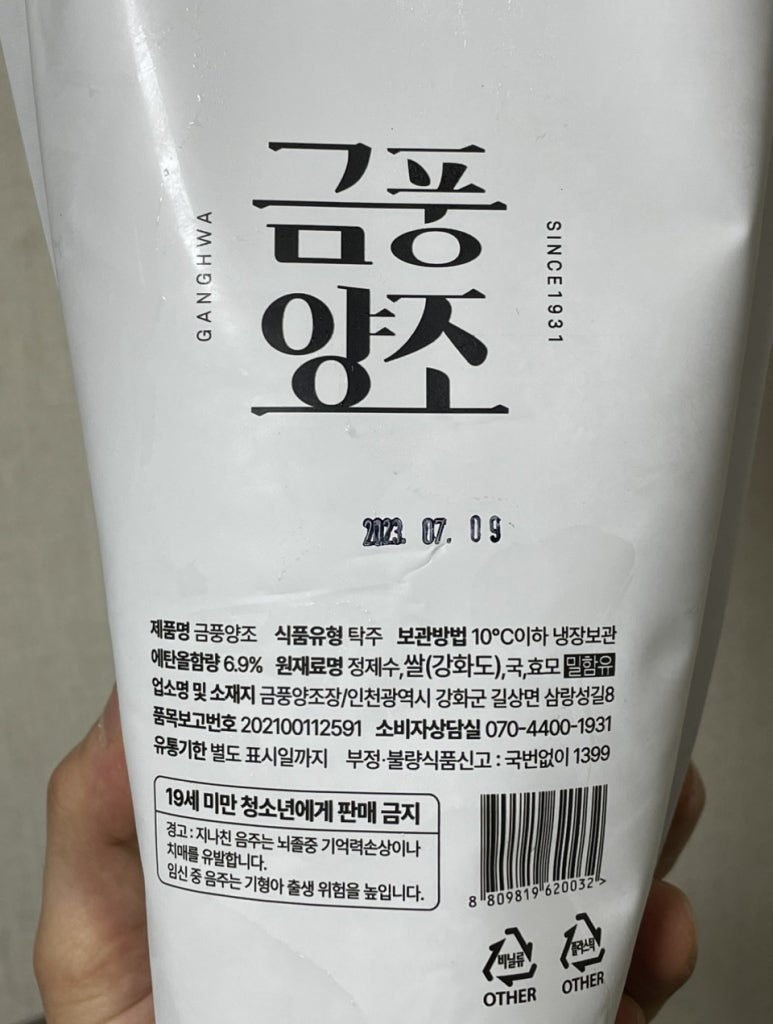 GANGHWA
금풍
양조
SINCE1931
2023. 07. 09
제품명 금풍양조 식품유형 탁주 보관방법 10°C이하 냉장보관
에탄올함량 6.9% 원재료명 정제수,쌀(강화도),국,효모 밀함유
업소명 및 소재지 금풍양조장/인천광역시 강화군 길상면 삼랑성길8
품목보고번호 202100112591 소비자상담실 070-4400-1931
유통기한 별도 표시일까지 부정·불량식품신고 : 국번없이 1399
19세 미만 청소년에게 판매 금지
경고 : 지나친 음주는 뇌졸중 기억력손상이나
치매를 유발합니다.
임신 중 음주는 기형아 출생 위험을 높입니다.
8 809819 620032 >
비닐류
OTHER
플라스틱
OTHER